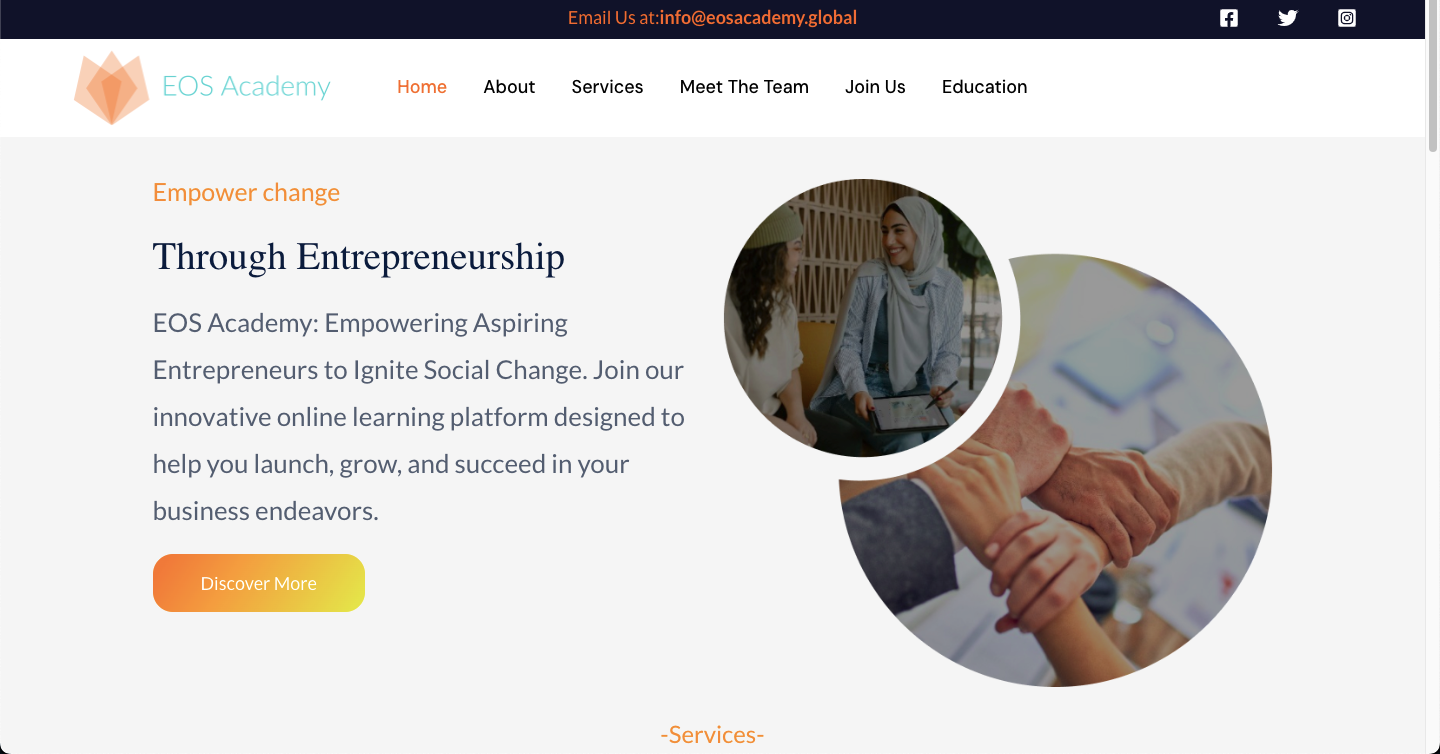 Email Us at:info@eosacademy.global
EOS Academy
Home About Services Meet The Team Join Us Education
Empower change
Through Entrepreneurship
EOS Academy: Empowering Aspiring
Entrepreneurs to Ignite Social Change. Join our
innovative online learning platform designed to
help you launch, grow, and succeed in your
business endeavors.
Discover More
-Services-